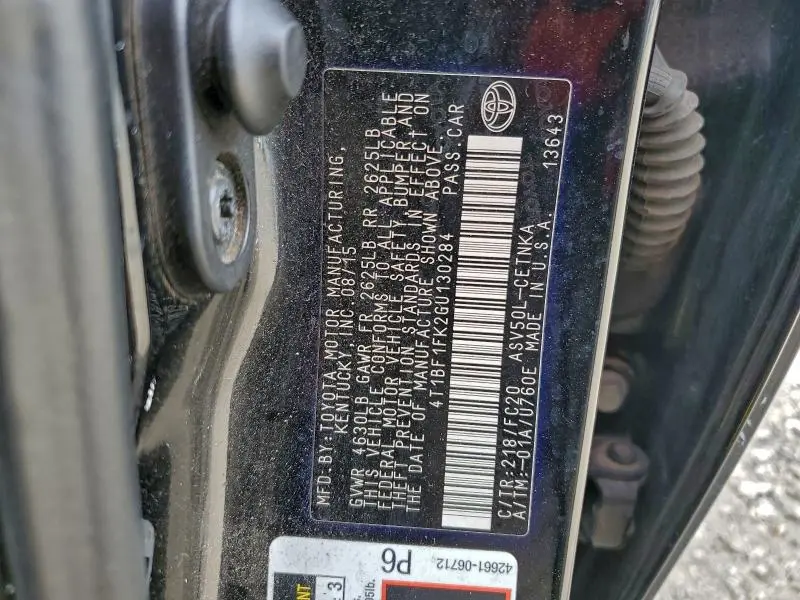 MFD. BY: TOYOTA MOTOR MANUFACTURING,
KENTUCKY, INC. 08/15
GVWR 4630LB GAWR FR 2625LB RR 2625LB
THIS VEHICLE CONFORMS TO ALL APPLICABLE
FEDERAL MOTOR VEHICLE SAFETY, BUMPER AND
THEFT PREVENTION STANDARDS IN EFFECT ON
THE DATE OF MANUFACTURE SHOWN ABOVE.
4T1BF1FK2GU130284 PASS.CAR
C/TR:218/FC20 ASV50L-CETNKA
A/TM:-01A/U760E MADE IN U.S.A.
13643
42661-06712
P6